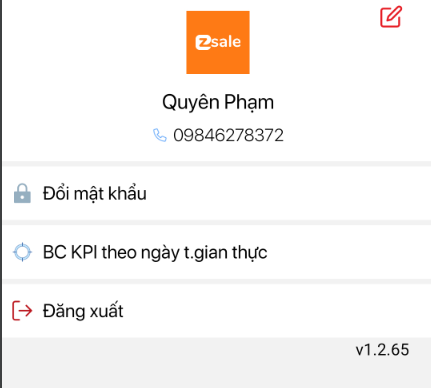 Zsale
Quyên Phạm
09846278372
Đổi mật khẩu
BC KPI theo ngày t.gian thực
Đăng xuất
v1.2.65